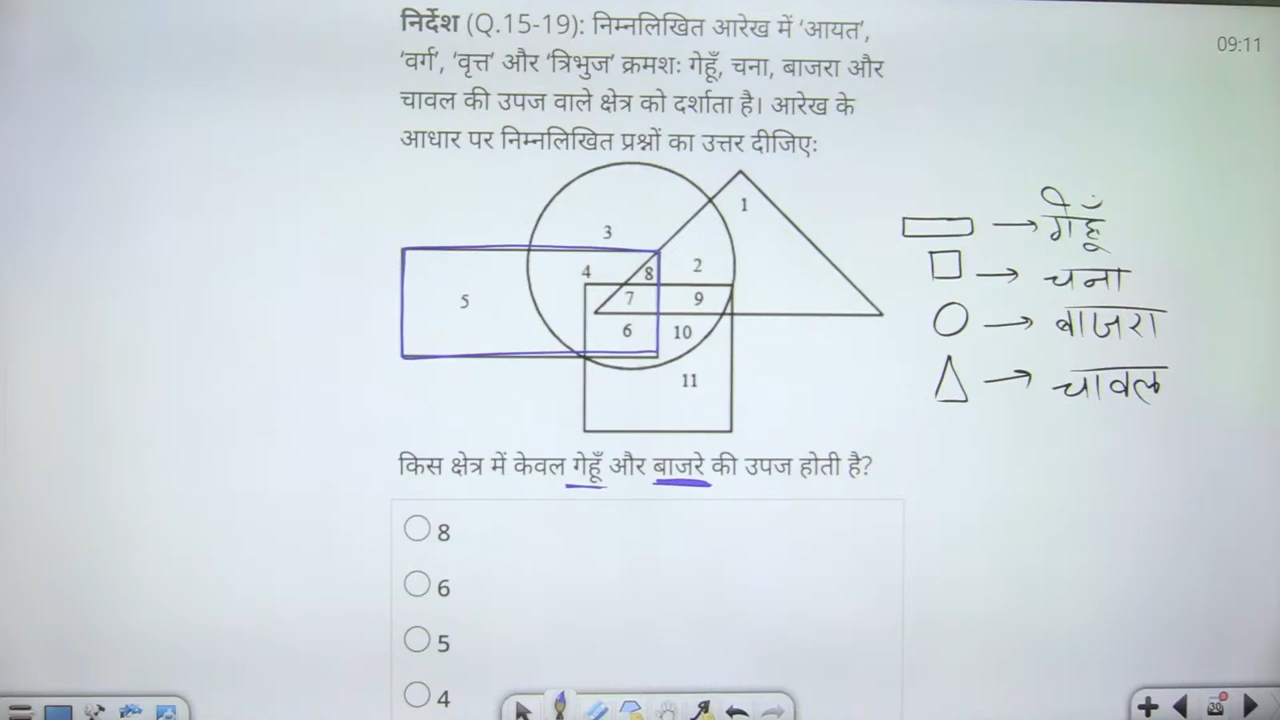 निर्देश (Q.15-19): निम्नलिखित आरेख में 'आयत',
09:11
'वर्ग', 'वृत्त' और 'त्रिभुज' क्रमशः गेहूँ, चना, बाजरा और
चावल की उपज वाले क्षेत्र को दर्शाता है। आरेख के
आधार पर निम्नलिखित प्रश्नों का उत्तर दीजिएः
1
3
2
4
8
5
7
9
6
10
11
गेहूँ
चना
बाजरा
चावल
किस क्षेत्र में केवल गेहूँ और बाजरे की उपज होती है?
8
6
5
4
30